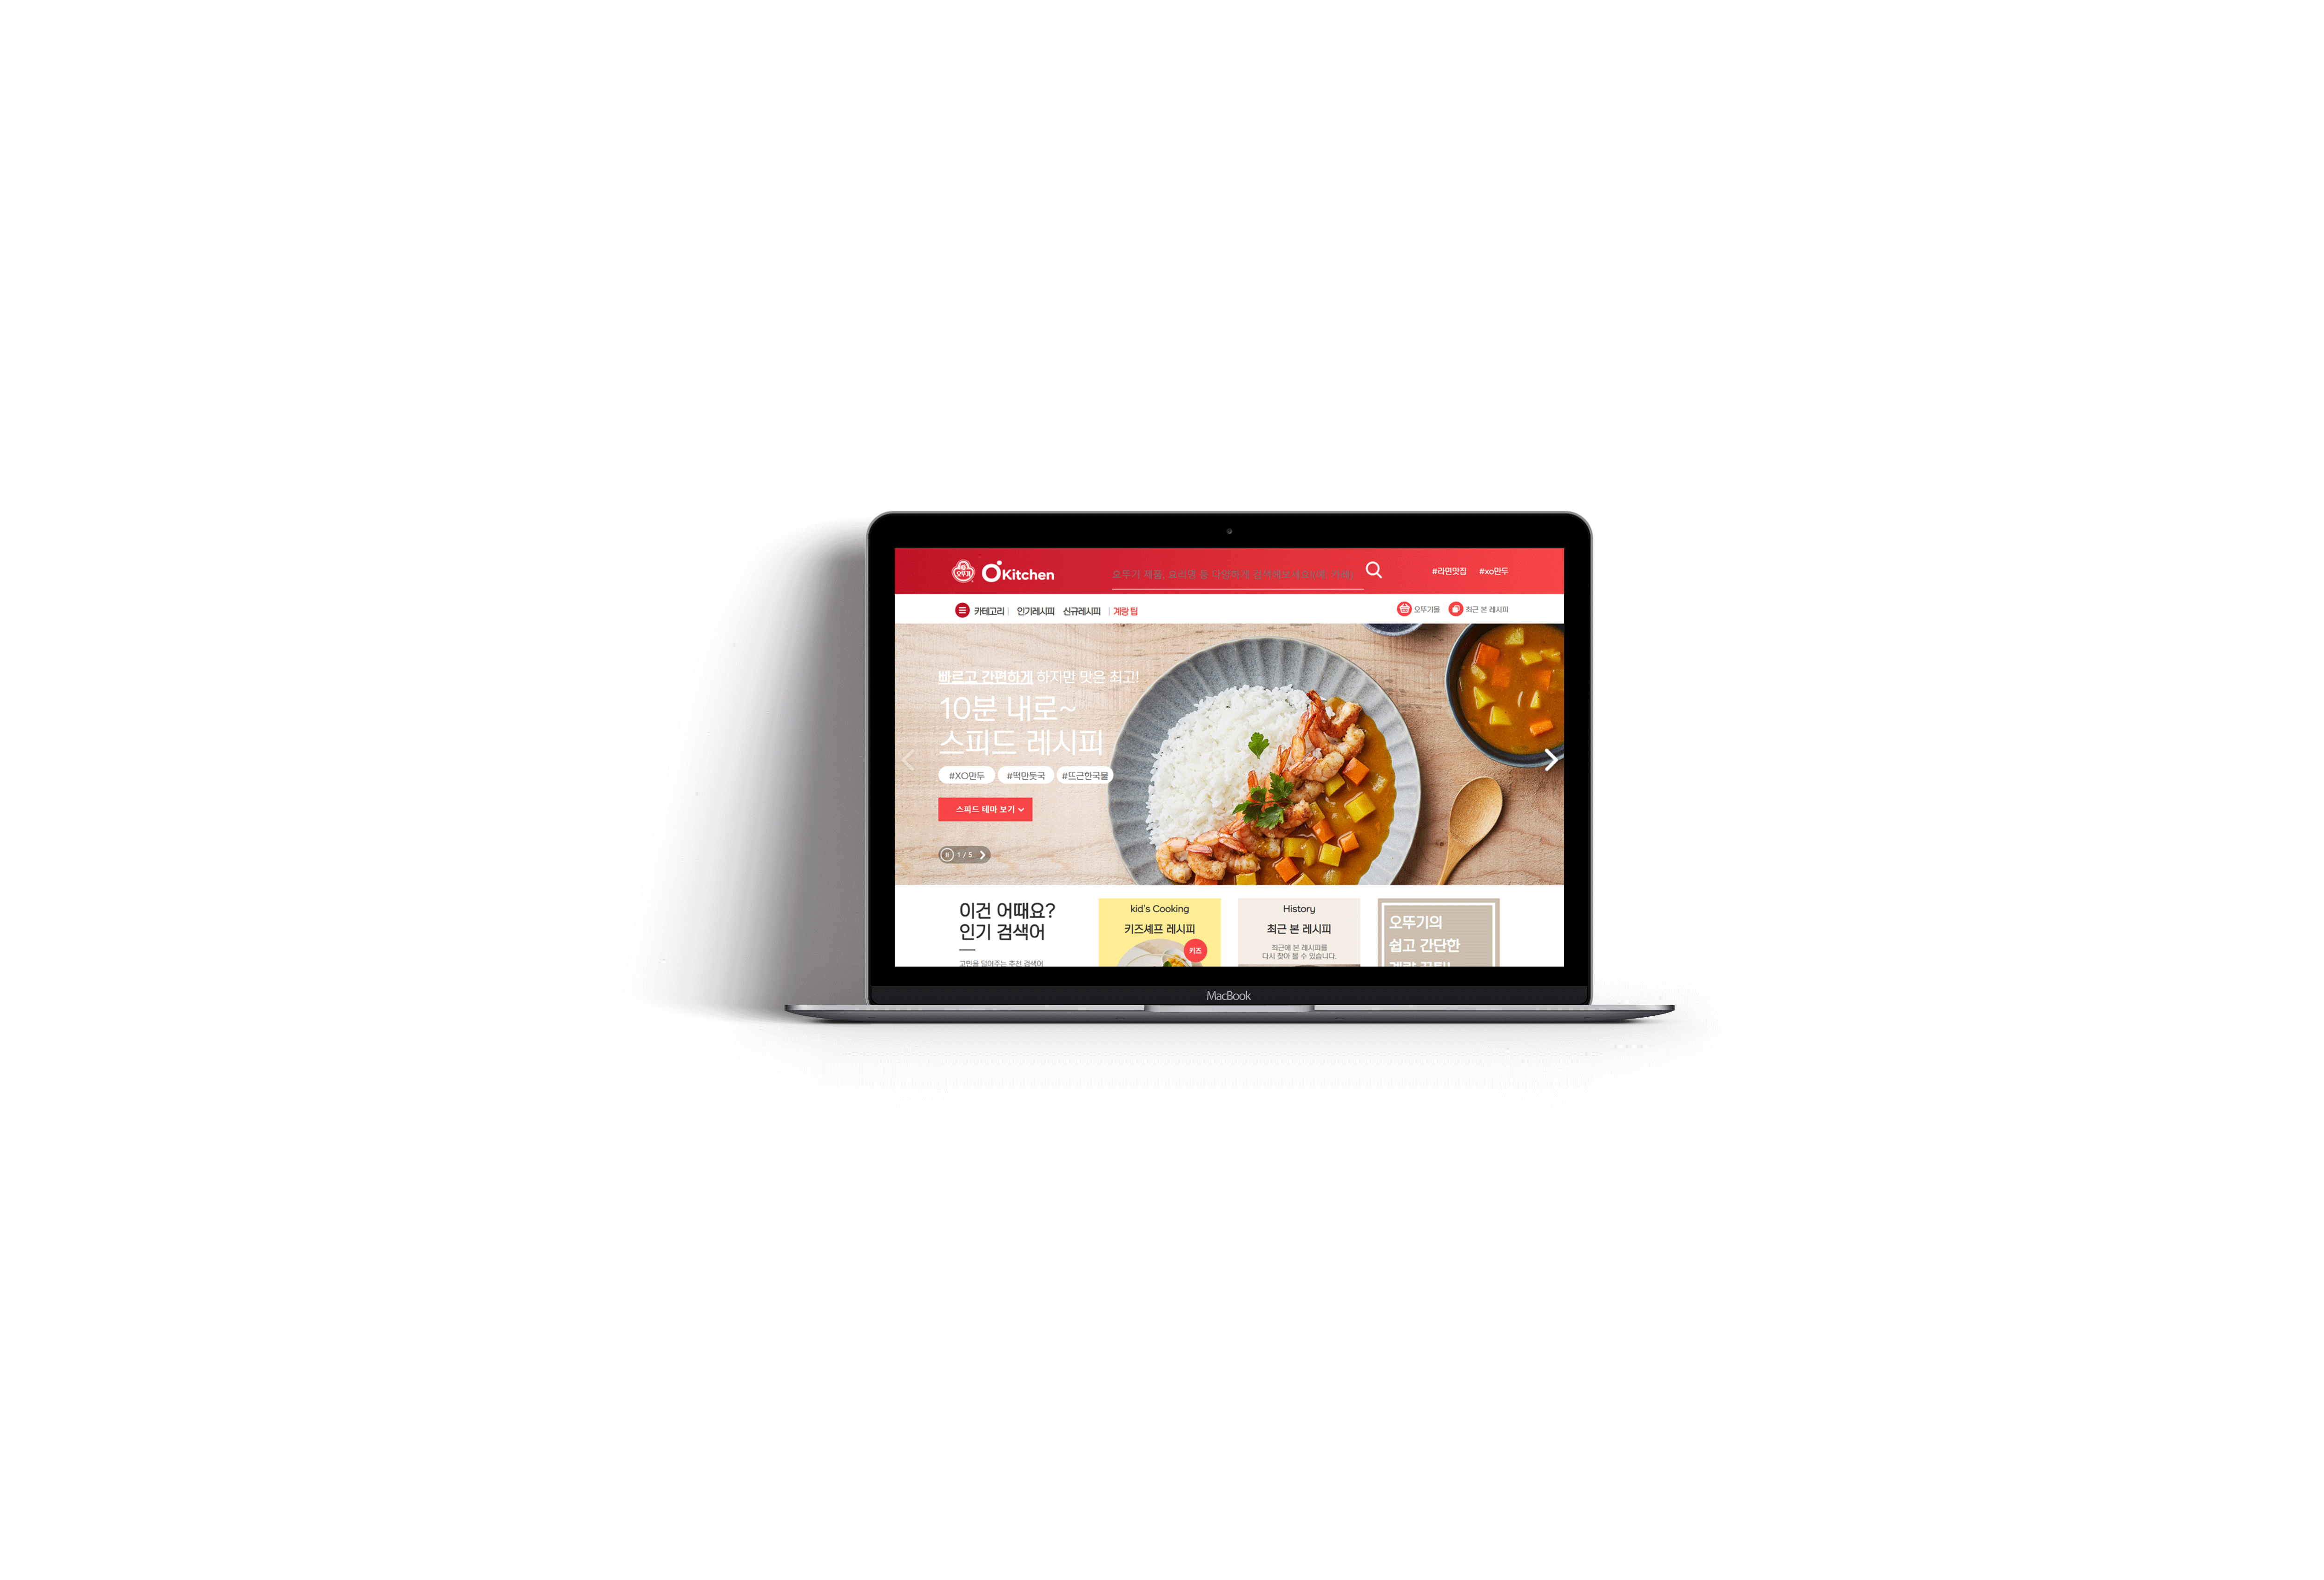 오뚜기
O'Kitchen
오뚜기 제품, 요리명 등 다양하게 검색해
#라면맛집 #xo만두
카테고리 | 인기레시피 신규레시피 | 계량 팁
오뚜기몰 최근 본 레시피
빠르고 간편하게 하지만 맛은 최고!
10분 내로~
스피드 레시피
#XO만두 #떡만둣국 #뜨근한국물
스피드 테마 보기
1 / 5
이건 어때요?
인기 검색어
고민을 덜어주는 추천 검색어
kid's Cooking
키즈셰프 레시피
키즈
History
최근 본 레시피
최근에 본 레시피를
다시 찾아 볼 수 있습니다.
오뚜기의
쉽고 간단한
MacBook